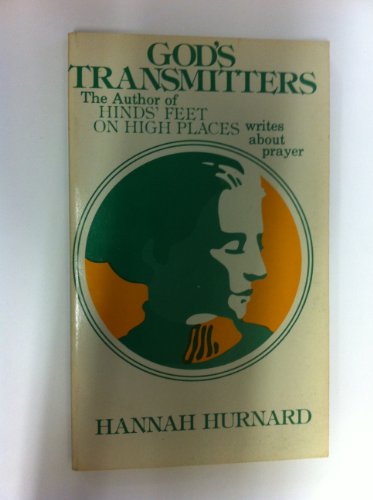 GOD'S
TRANSMITTERS
The Author of
HINDS' FEET
ON HIGH PLACES writes
about
prayer
HANNAH HURNARD